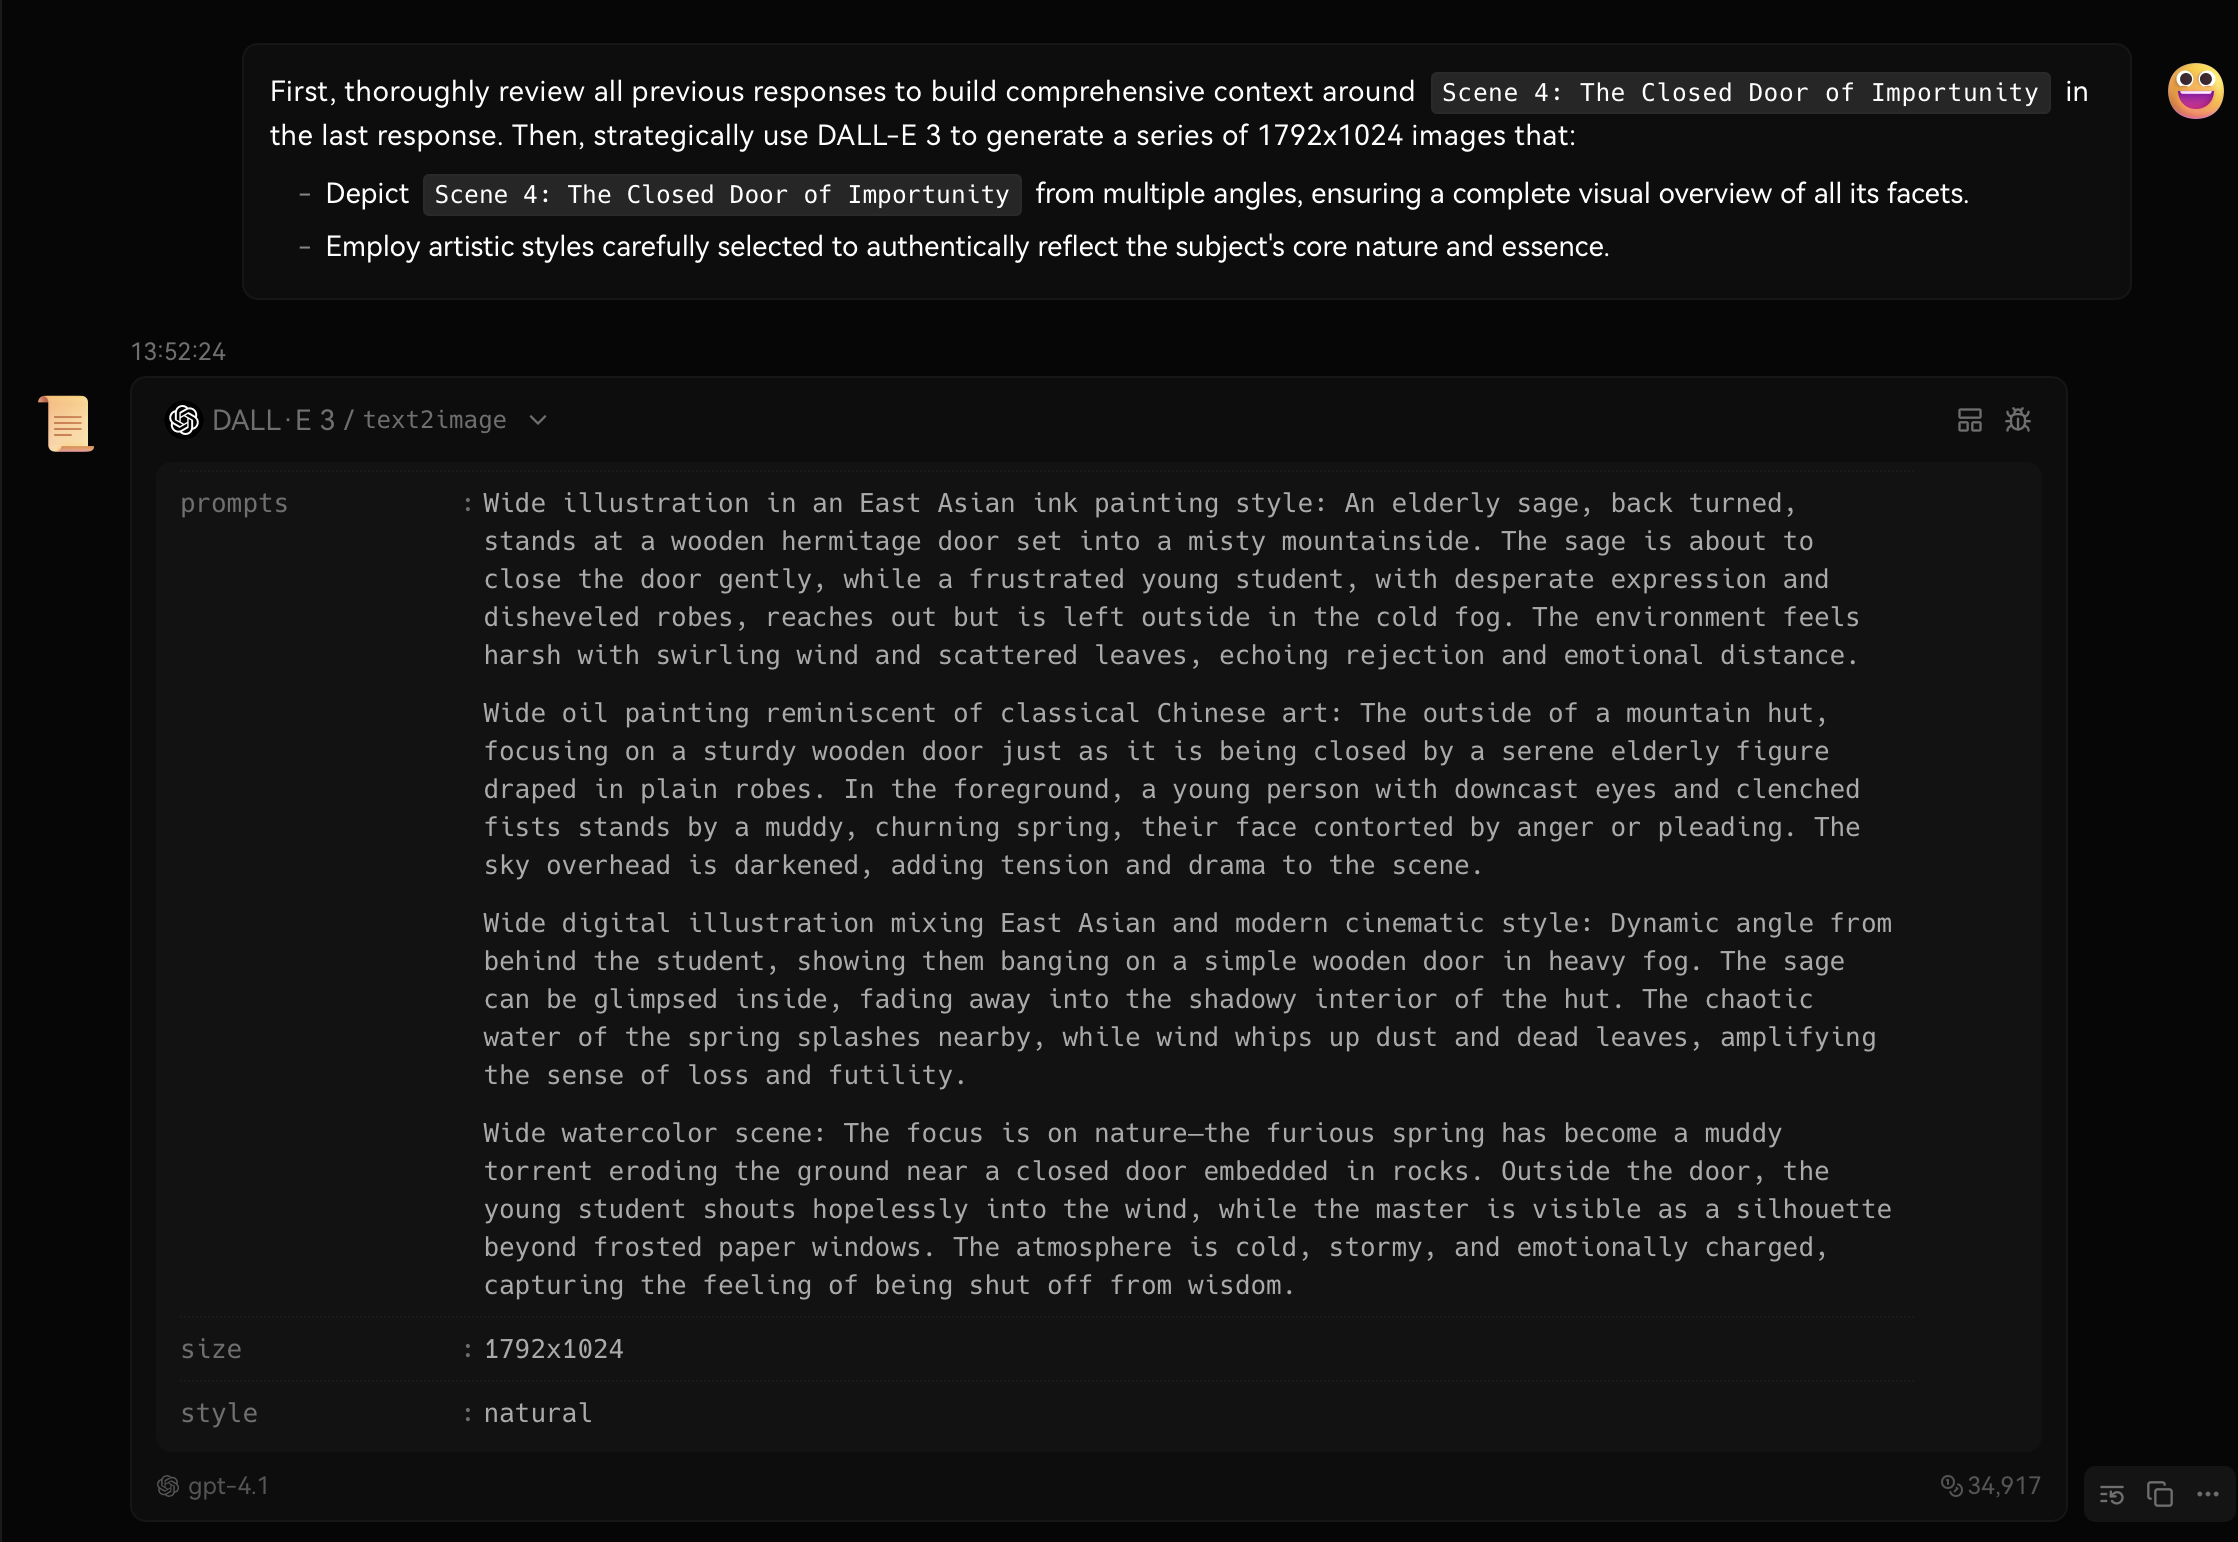 First, thoroughly review all previous responses to build comprehensive context around Scene 4: The Closed Door of Importunity in
the last response. Then, strategically use DALL-E 3 to generate a series of 1792x1024 images that:
- Depict Scene 4: The Closed Door of Importunity from multiple angles, ensuring a complete visual overview of all its facets.
- Employ artistic styles carefully selected to authentically reflect the subject's core nature and essence.
13:52:24
DALL·E 3 / text2image
prompts : Wide illustration in an East Asian ink painting style: An elderly sage, back turned,
stands at a wooden hermitage door set into a misty mountainside. The sage is about to
close the door gently, while a frustrated young student, with desperate expression and
disheveled robes, reaches out but is left outside in the cold fog. The environment feels
harsh with swirling wind and scattered leaves, echoing rejection and emotional distance.
Wide oil painting reminiscent of classical Chinese art: The outside of a mountain hut,
focusing on a sturdy wooden door just as it is being closed by a serene elderly figure
draped in plain robes. In the foreground, a young person with downcast eyes and clenched
fists stands by a muddy, churning spring, their face contorted by anger or pleading. The
sky overhead is darkened, adding tension and drama to the scene.
Wide digital illustration mixing East Asian and modern cinematic style: Dynamic angle from
behind the student, showing them banging on a simple wooden door in heavy fog. The sage
can be glimpsed inside, fading away into the shadowy interior of the hut. The chaotic
water of the spring splashes nearby, while wind whips up dust and dead leaves, amplifying
the sense of loss and futility.
Wide watercolor scene: The focus is on nature—the furious spring has become a muddy
torrent eroding the ground near a closed door embedded in rocks. Outside the door, the
young student shouts hopelessly into the wind, while the master is visible as a silhouette
beyond frosted paper windows. The atmosphere is cold, stormy, and emotionally charged,
capturing the feeling of being shut off from wisdom.
size : 1792x1024
style : natural
gpt-4.1
34,917